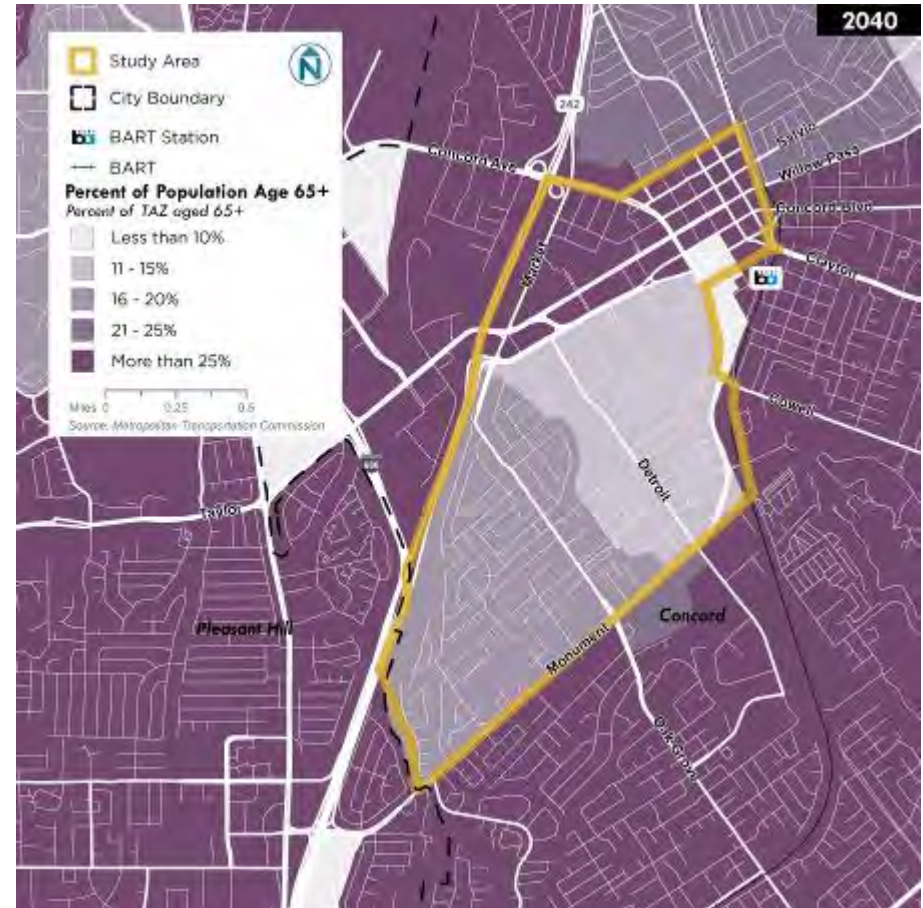 2040
Study Area
City Boundary
BART Station
BART
Percent of Population Age 65+
Percent of TAZ aged 65+
Less than 10%
11 - 15%
16 - 20%
21 - 25%
More than 25%
Miles 0 0.25 0.5
Source: Metropolitan Transportation Commission
N
242
Concord Ave
Salvio
Willow Pass
Concord Blvd
Clayton
Market
Cowell
Detroit
Taylor
Pleasant Hill
Concord
Monument
Oak Grove